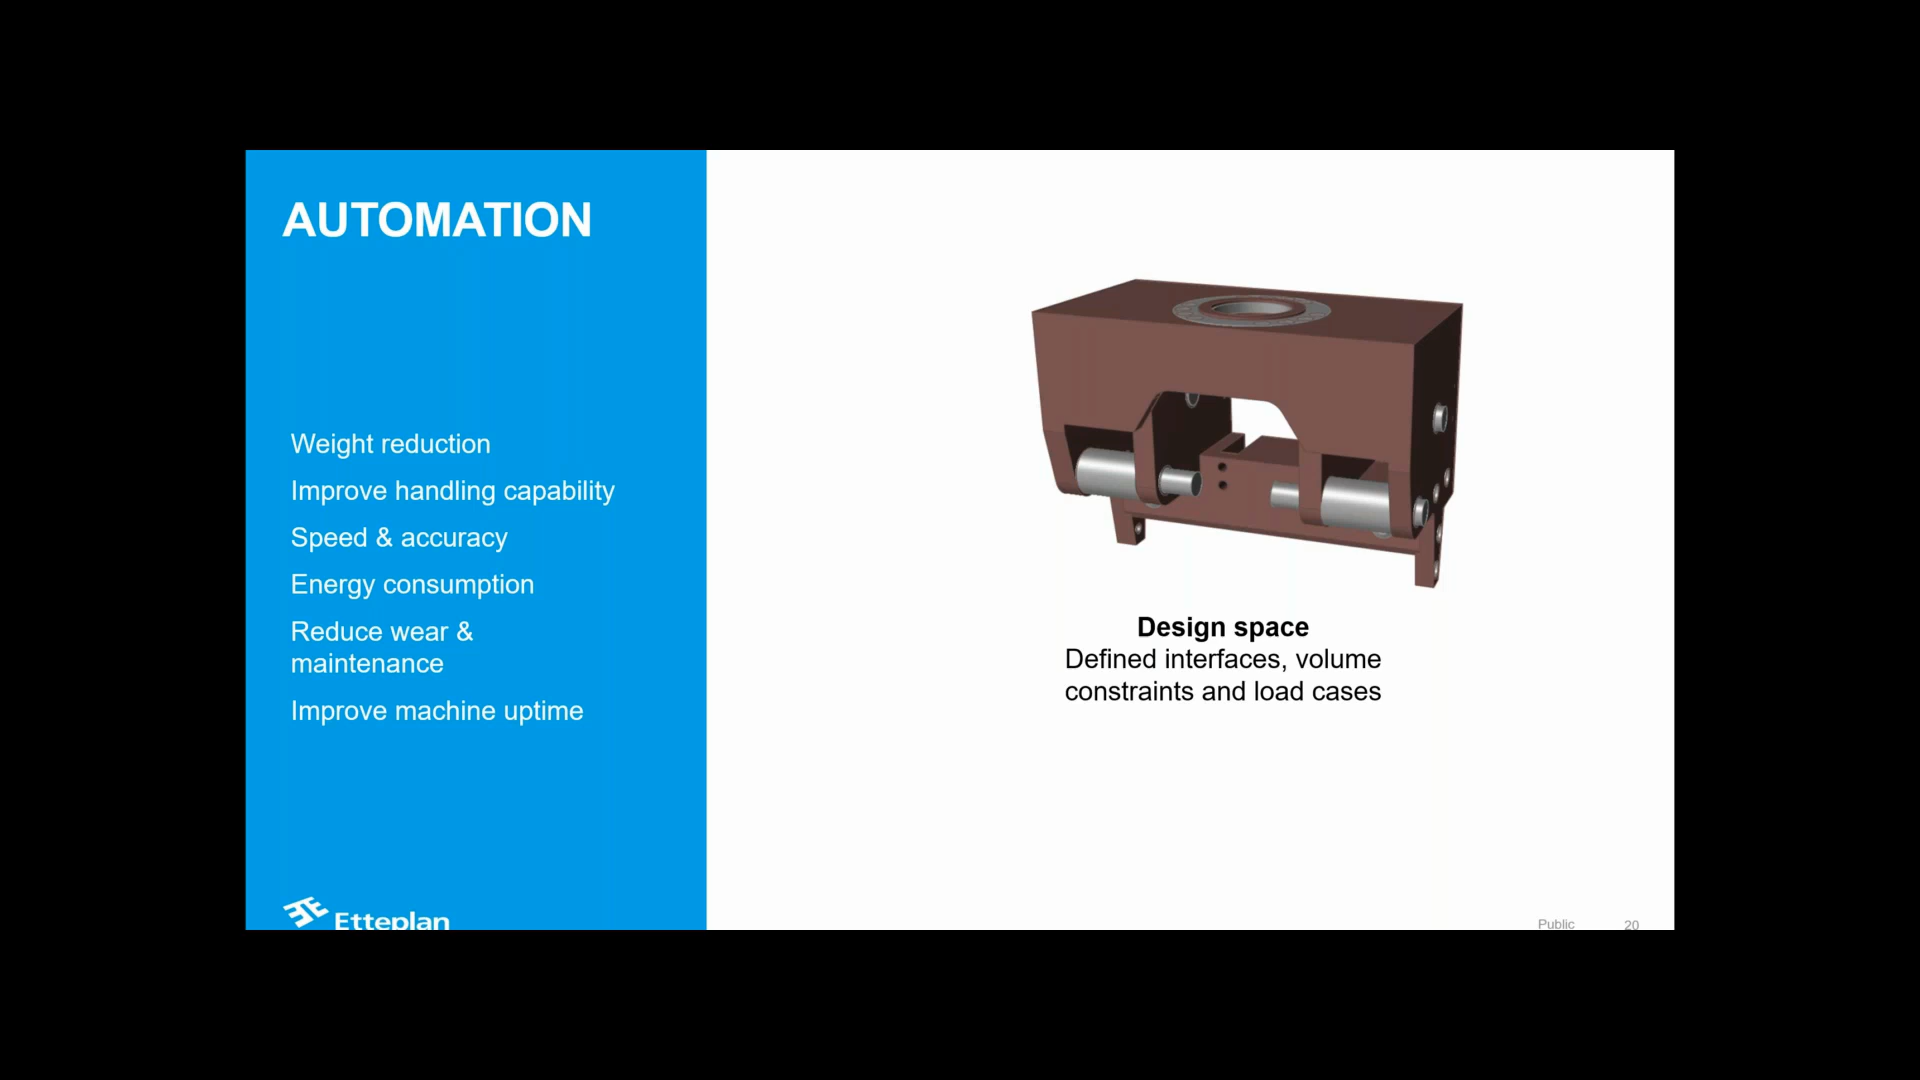 AUTOMATION
Weight reduction
Improve handling capability
Speed & accuracy
Energy consumption
Reduce wear &
maintenance
Improve machine uptime
Etteplan
Design space
Defined interfaces, volume
constraints and load cases
Public
20